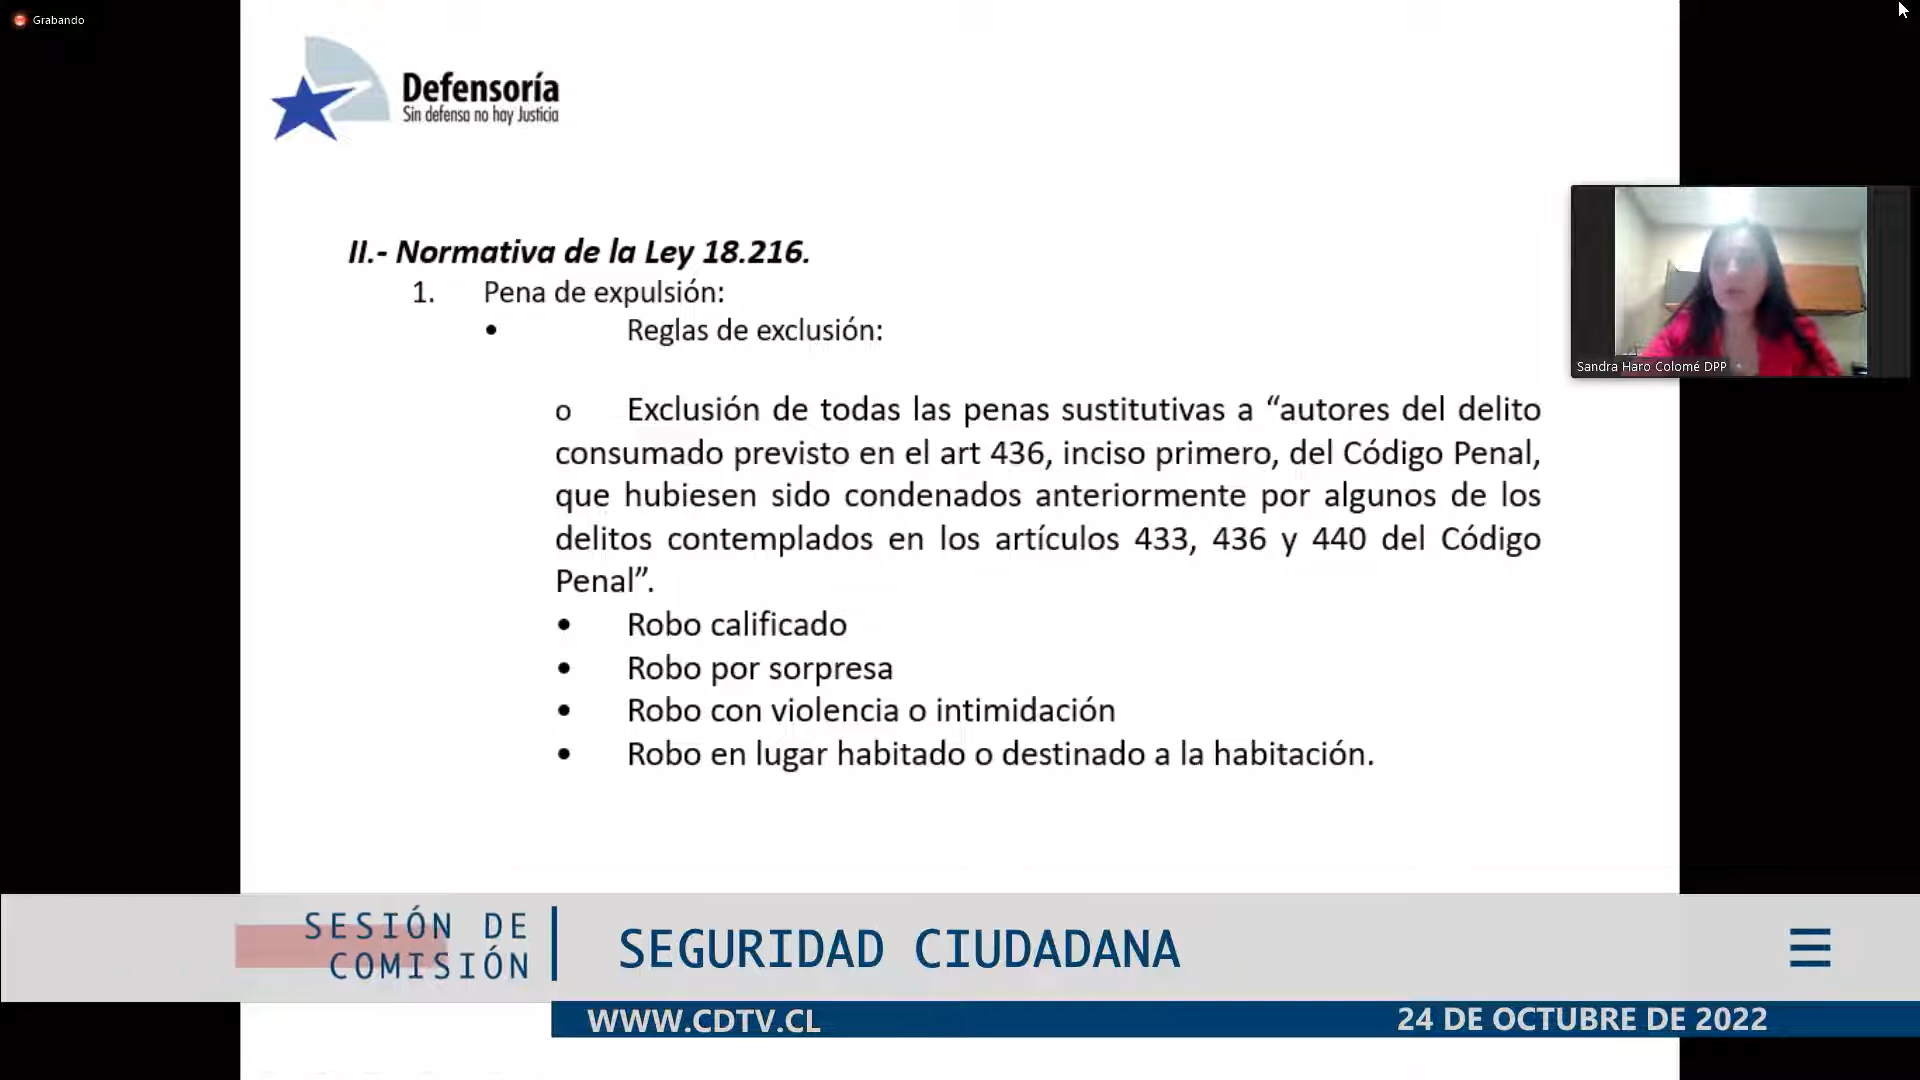 Grabando
Defensoría
Sin defensa no hay Justicia
II.- Normativa de la Ley 18.216.
1. Pena de expulsión:
• Reglas de exclusión:
o Exclusión de todas las penas sustitutivas a “autores del delito
consumado previsto en el art 436, inciso primero, del Código Penal,
que hubiesen sido condenados anteriormente por algunos de los
delitos contemplados en los artículos 433, 436 y 440 del Código
Penal”.
• Robo calificado
• Robo por sorpresa
• Robo con violencia o intimidación
• Robo en lugar habitado o destinado a la habitación.
Sandra Haro Colomé DPP
SESIÓN DE
COMISIÓN
SEGURIDAD CIUDADANA
WWW.CDTV.CL
24 DE OCTUBRE DE 2022